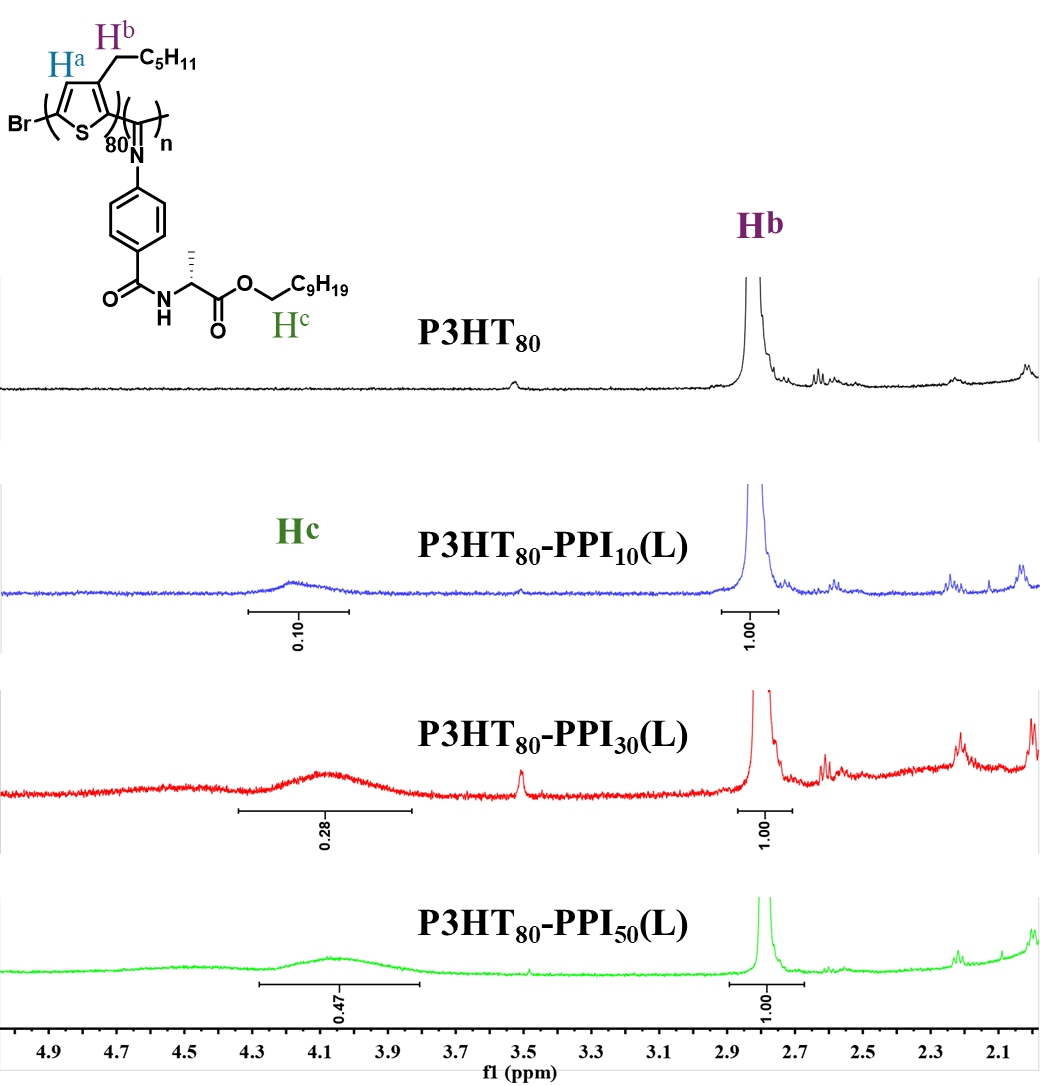 Hᵇ
Hᵃ
C₅H₁₁
Br
S
80
n
N
O
N
H
O
O
C₉H₁₉
Hᶜ
Hᵇ
P3HT₈₀
Hᶜ
P3HT₈₀-PPI₁₀(L)
0.10
1.00
P3HT₈₀-PPI₃₀(L)
0.28
1.00
P3HT₈₀-PPI₅₀(L)
0.47
1.00
4.9 4.7 4.5 4.3 4.1 3.9 3.7 3.5 3.3 3.1 2.9 2.7 2.5 2.3 2.1
f1 (ppm)